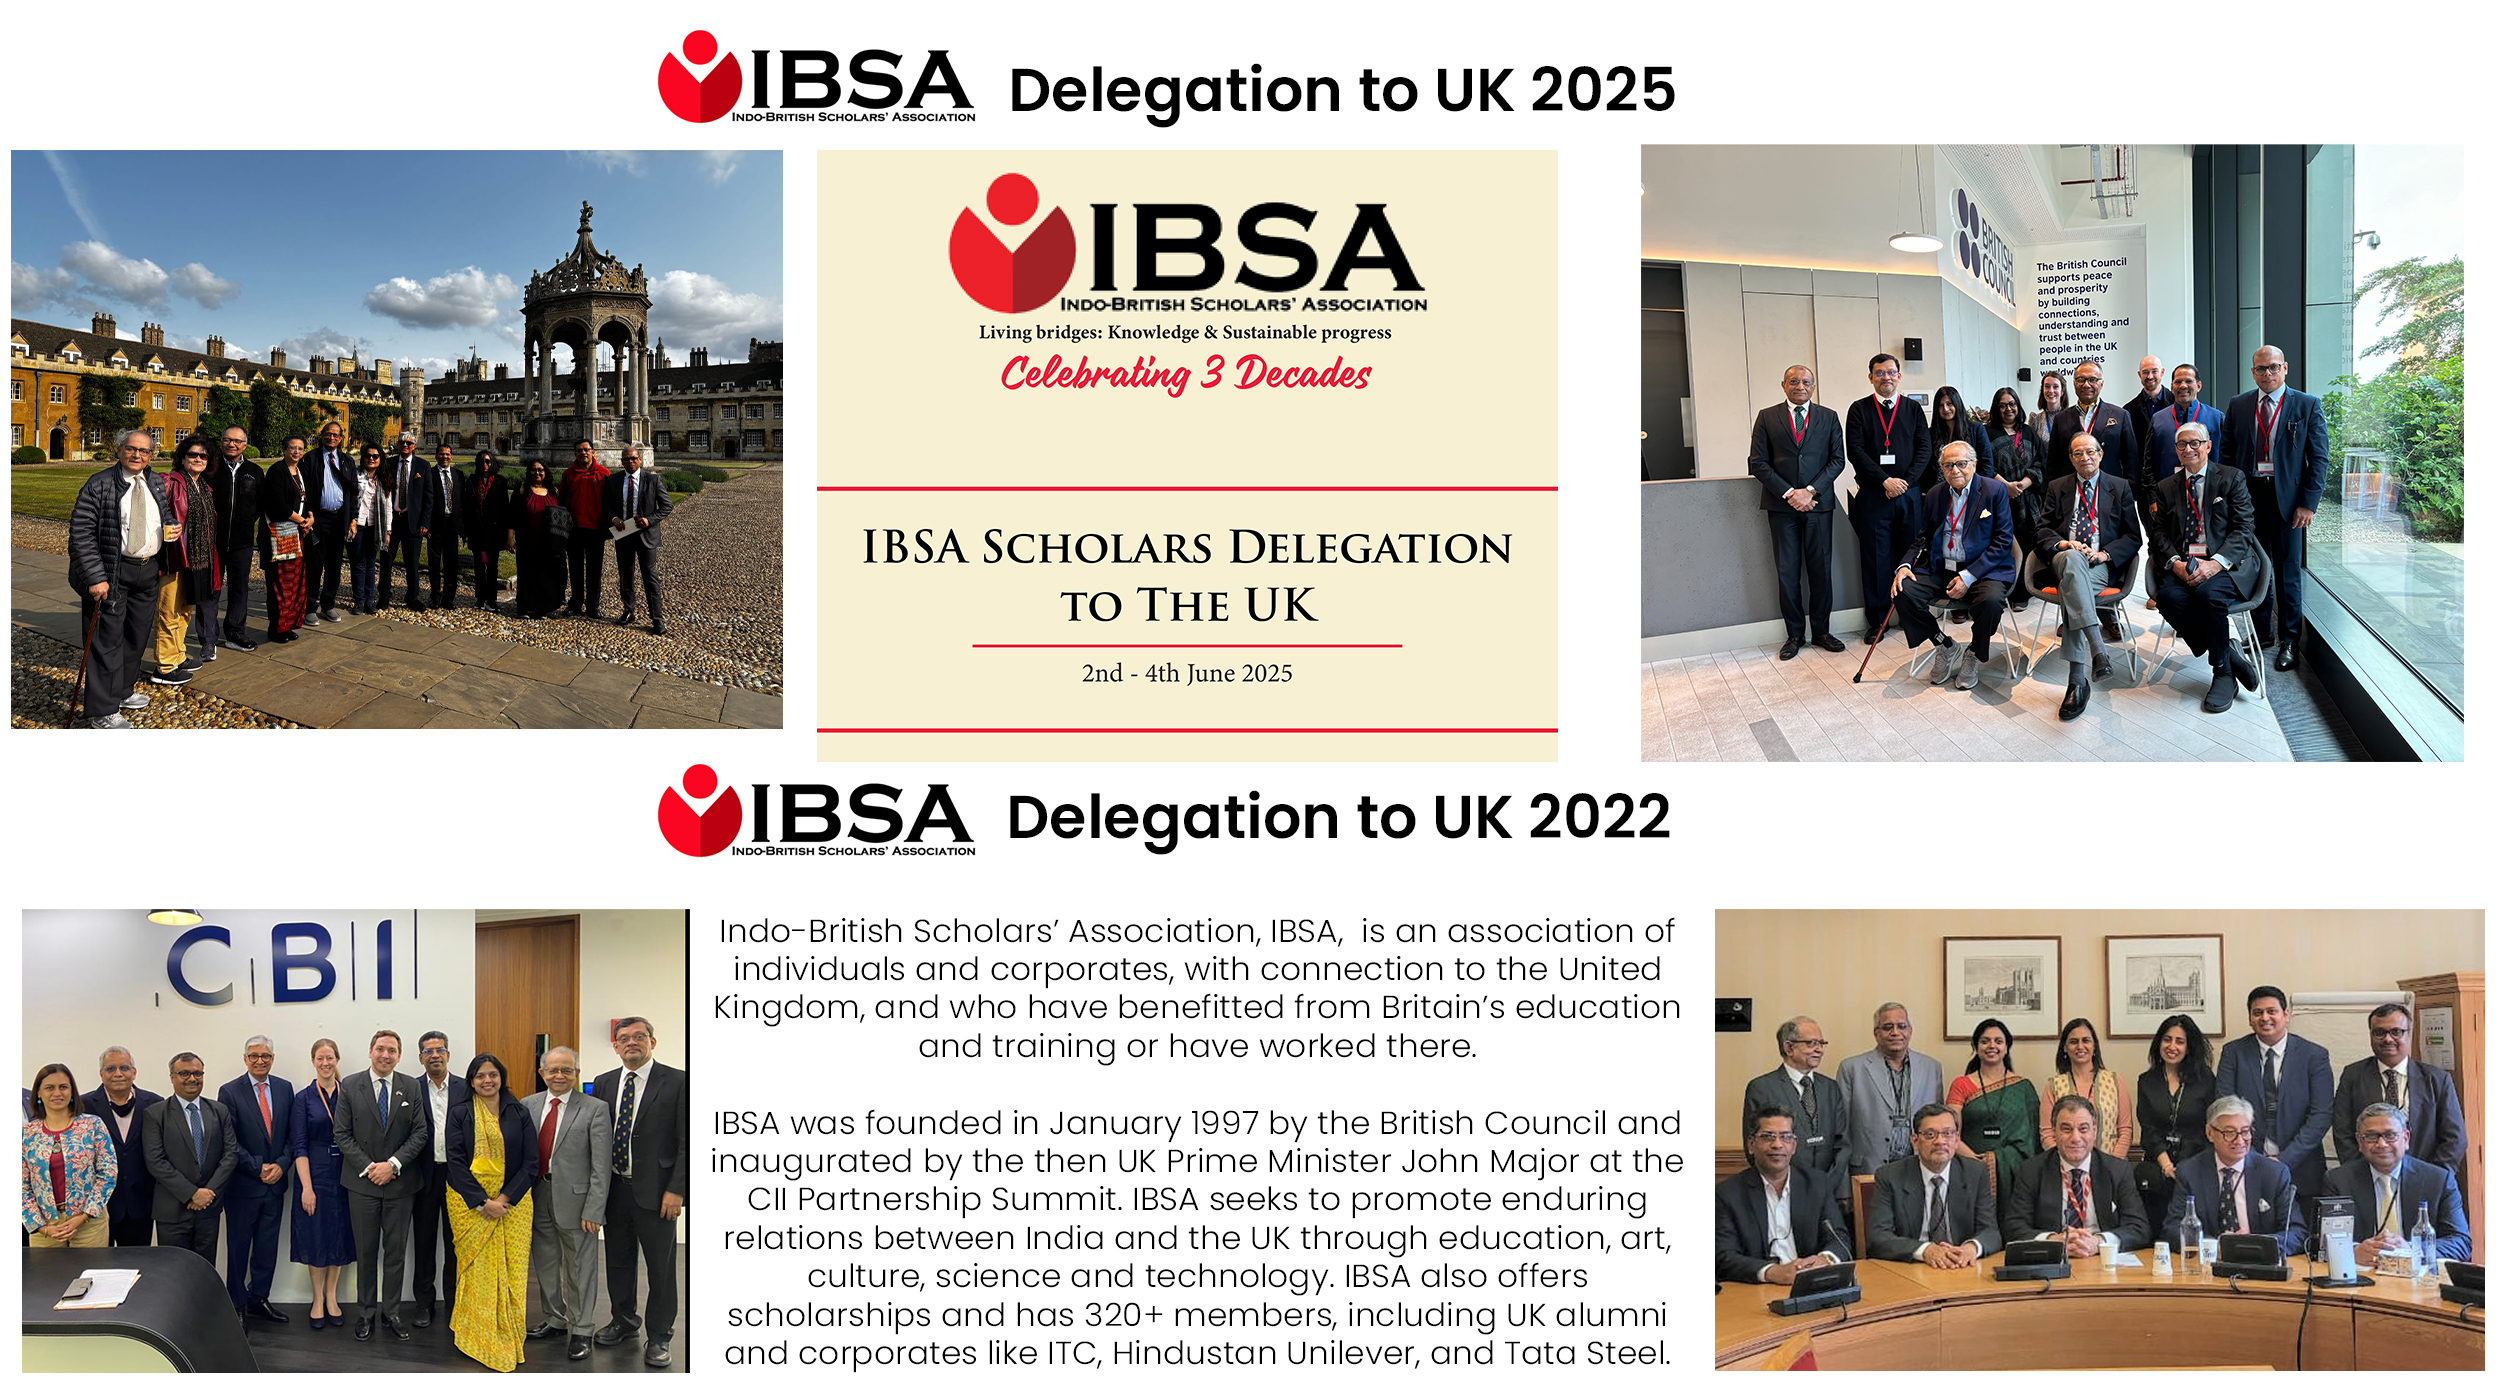 IBSA
INDO-BRITISH SCHOLARS' ASSOCIATION
Delegation to UK 2025
IBSA
INDO-BRITISH SCHOLARS' ASSOCIATION
Living bridges: Knowledge & Sustainable progress
Celebrating 3 Decades
IBSA SCHOLARS DELEGATION
TO THE UK
2nd - 4th June 2025
BRITISH
COUNCIL
The British Council
supports peace
and prosperity
by building
connections,
understanding and
trust between
people in the UK
and countries
IBSA
INDO-BRITISH SCHOLARS' ASSOCIATION
Delegation to UK 2022
CBI
Indo-British Scholars' Association, IBSA,  is an association of
individuals and corporates, with connection to the United
Kingdom, and who have benefitted from Britain's education
and training or have worked there.
IBSA was founded in January 1997 by the British Council and
inaugurated by the then UK Prime Minister John Major at the
CII Partnership Summit. IBSA seeks to promote enduring
relations between India and the UK through education, art,
culture, science and technology. IBSA also offers
scholarships and has 320+ members, including UK alumni
and corporates like ITC, Hindustan Unilever, and Tata Steel.